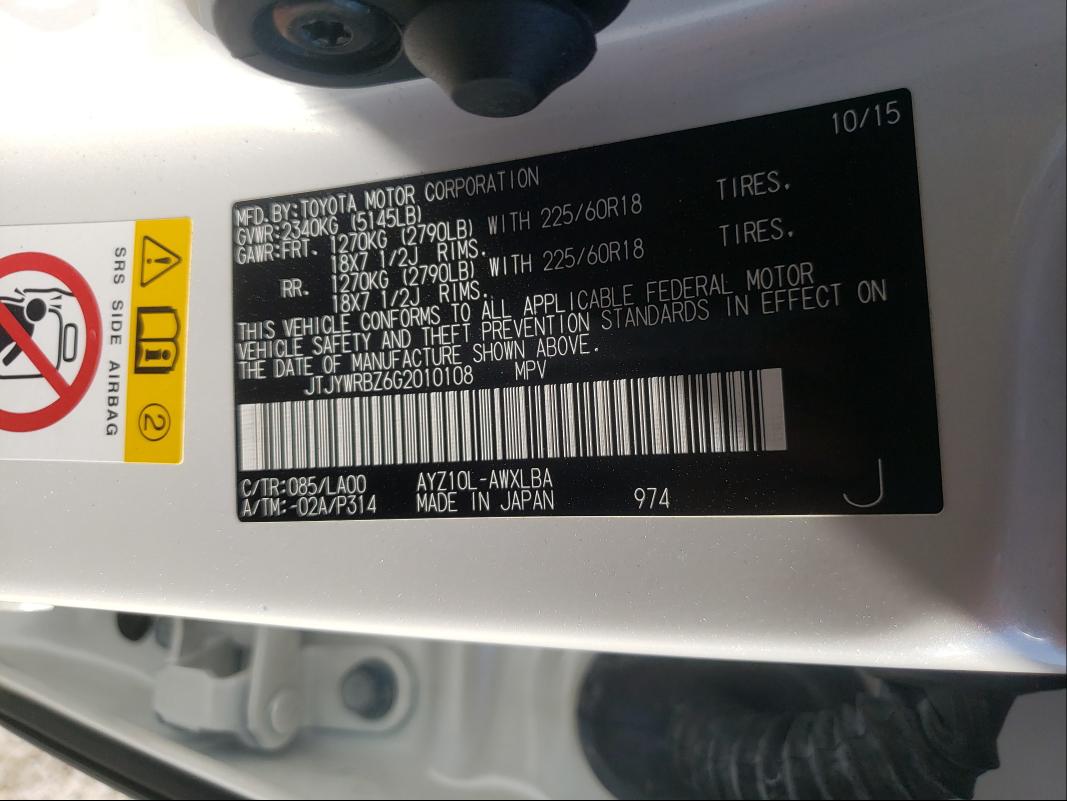 10/15
MFD.BY:TOYOTA MOTOR CORPORATION
GVWR:2340KG (5145LB)
GAWR:FRT. 1270KG (2790LB) WITH 225/60R18 TIRES.
18X7 1/2J RIMS.
RR. 1270KG (2790LB) WITH 225/60R18 TIRES.
18X7 1/2J RIMS.
THIS VEHICLE CONFORMS TO ALL APPLICABLE FEDERAL MOTOR
VEHICLE SAFETY AND THEFT PREVENTION STANDARDS IN EFFECT ON
THE DATE OF MANUFACTURE SHOWN ABOVE.
JTJYWRBZ6G2010108 MPV
C/TR:085/LA00 AYZ10L-AWXLBA
A/TM:-02A/P314 MADE IN JAPAN 974 J
SRS SIDE AIRBAG
2